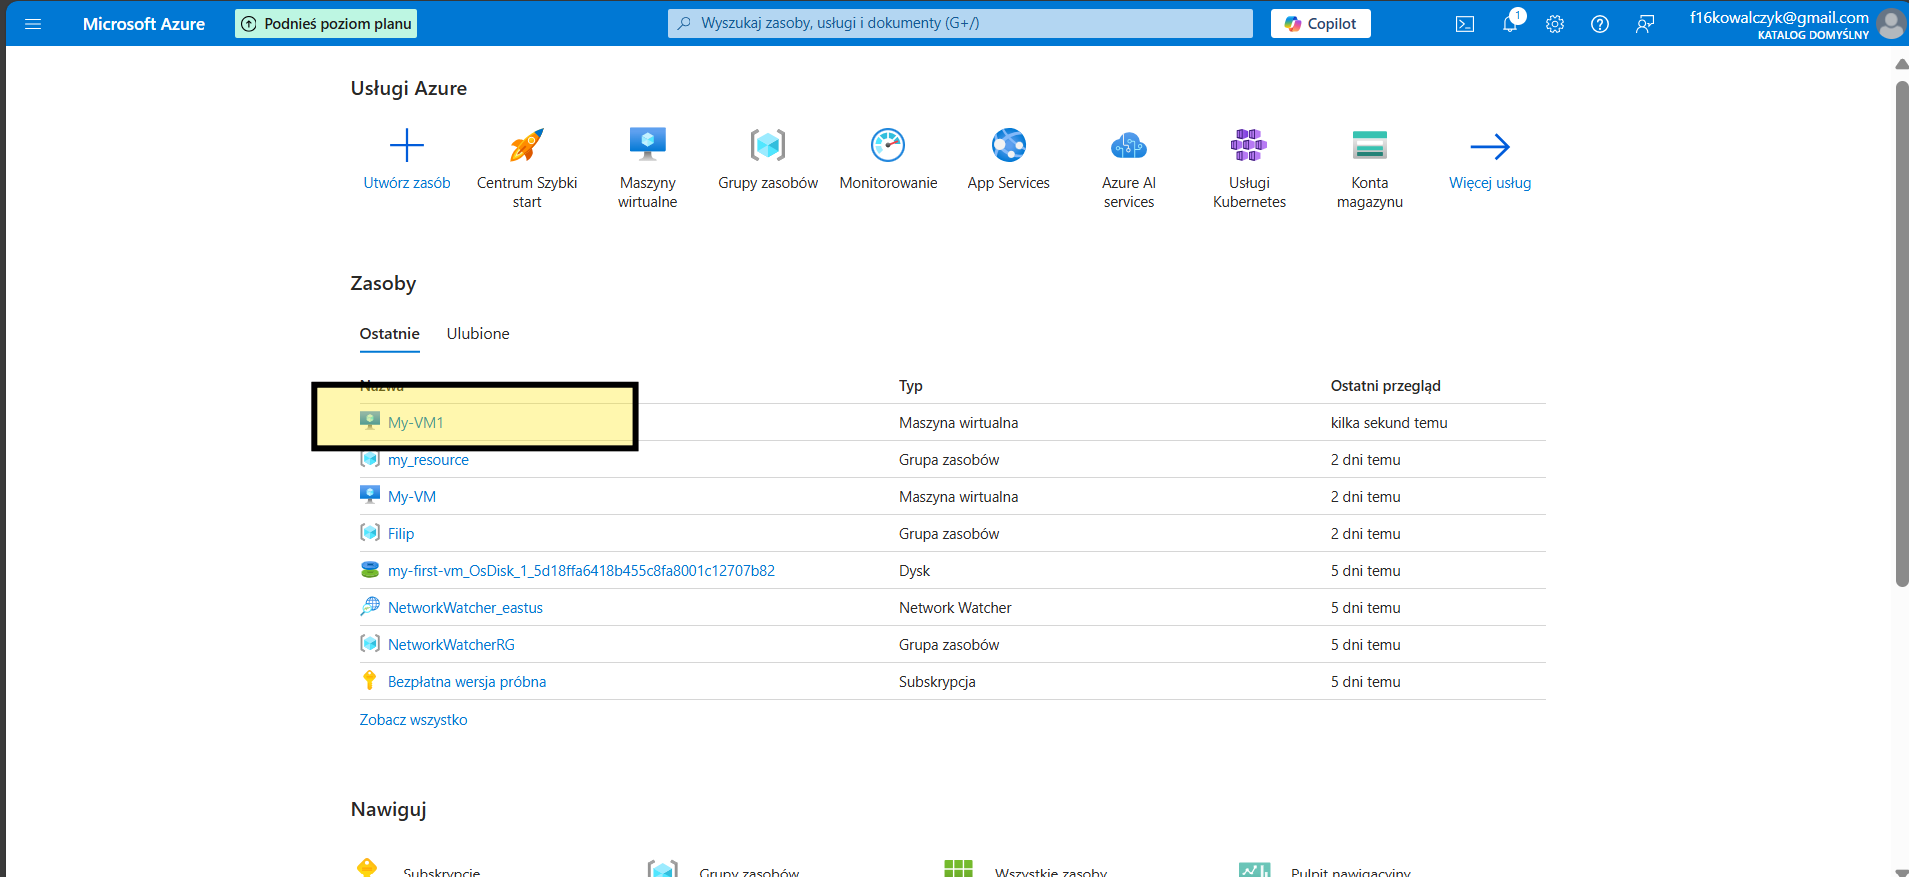 Microsoft Azure
Podnieś poziom planu
Wyszukaj zasoby, usługi i dokumenty (G+/)
Copilot
1
f16kowalczyk@gmail.com
KATALOG DOMYŚLNY
Usługi Azure
Utwórz zasób
Centrum Szybki start
Maszyny wirtualne
Grupy zasobów
Monitorowanie
App Services
Azure AI services
Usługi Kubernetes
Konta magazynu
Więcej usług
Zasoby
Ostatnie Ulubione
Nazwa Typ Ostatni przegląd
My-VM1 Maszyna wirtualna kilka sekund temu
my_resource Grupa zasobów 2 dni temu
My-VM Maszyna wirtualna 2 dni temu
Filip Grupa zasobów 2 dni temu
my-first-vm_OsDisk_1_5d18ffa6418b455c8fa8001c12707b82 Dysk 5 dni temu
NetworkWatcher_eastus Network Watcher 5 dni temu
NetworkWatcherRG Grupa zasobów 5 dni temu
Bezpłatna wersja próbna Subskrypcja 5 dni temu
Zobacz wszystko
Nawiguj
Subskrypcje Grupy zasobów Wszystkie zasoby Pulpit nawigacyjny